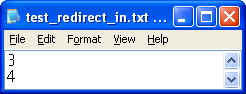 test_redirect_in.txt ...
File Edit Format View Help
3
4